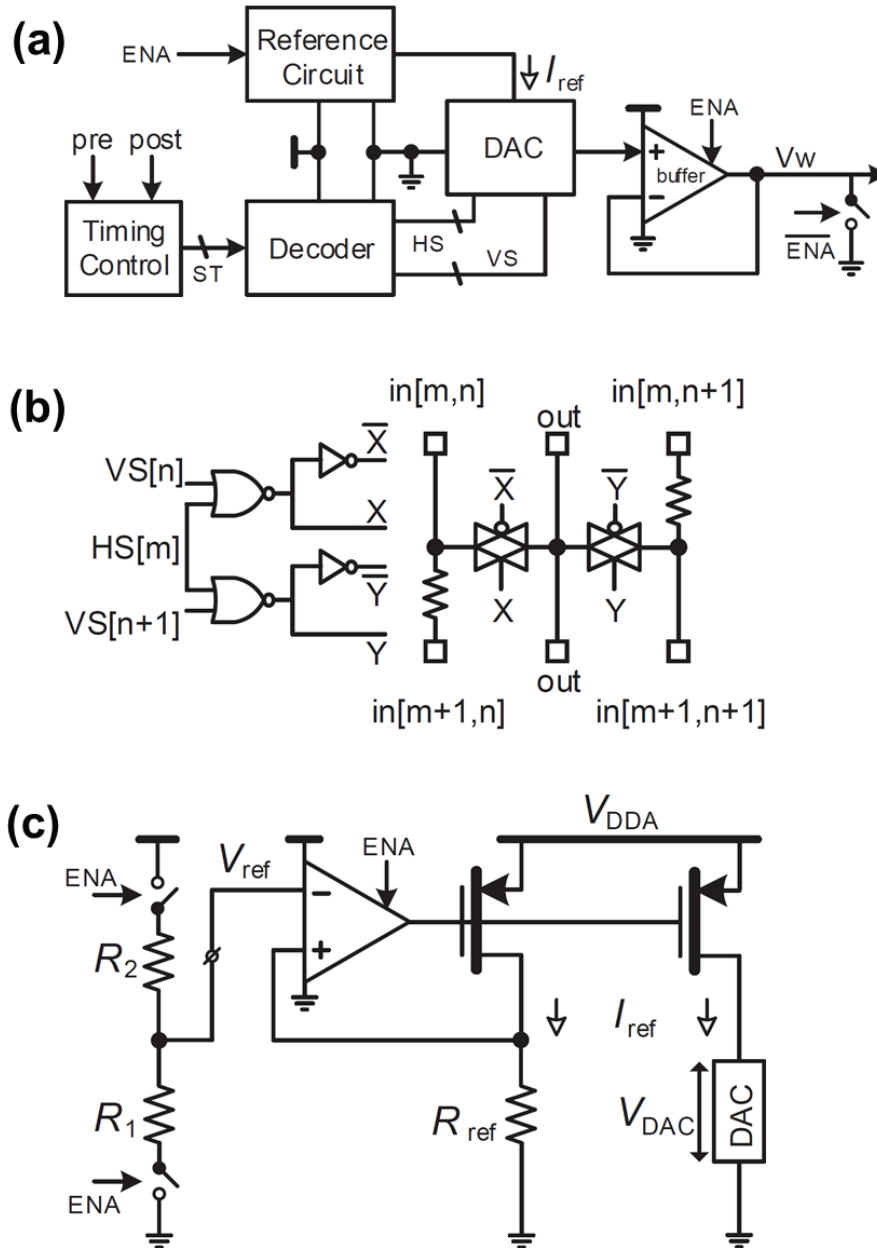 (a)
ENA
Reference
Circuit
Iref
pre post
Timing
Control
ST
Decoder
HS
VS
DAC
+
buffer
−
ENA
Vw
ENA
(b)
VS[n]
HS[m]
VS[n+1]
X
X
Y
Y
in[m,n]
out
in[m,n+1]
X
Y
X
Y
in[m+1,n]
out
in[m+1,n+1]
(c)
ENA
R2
R1
ENA
Vref
−
+
ENA
VDDA
Iref
Rref
VDAC
DAC